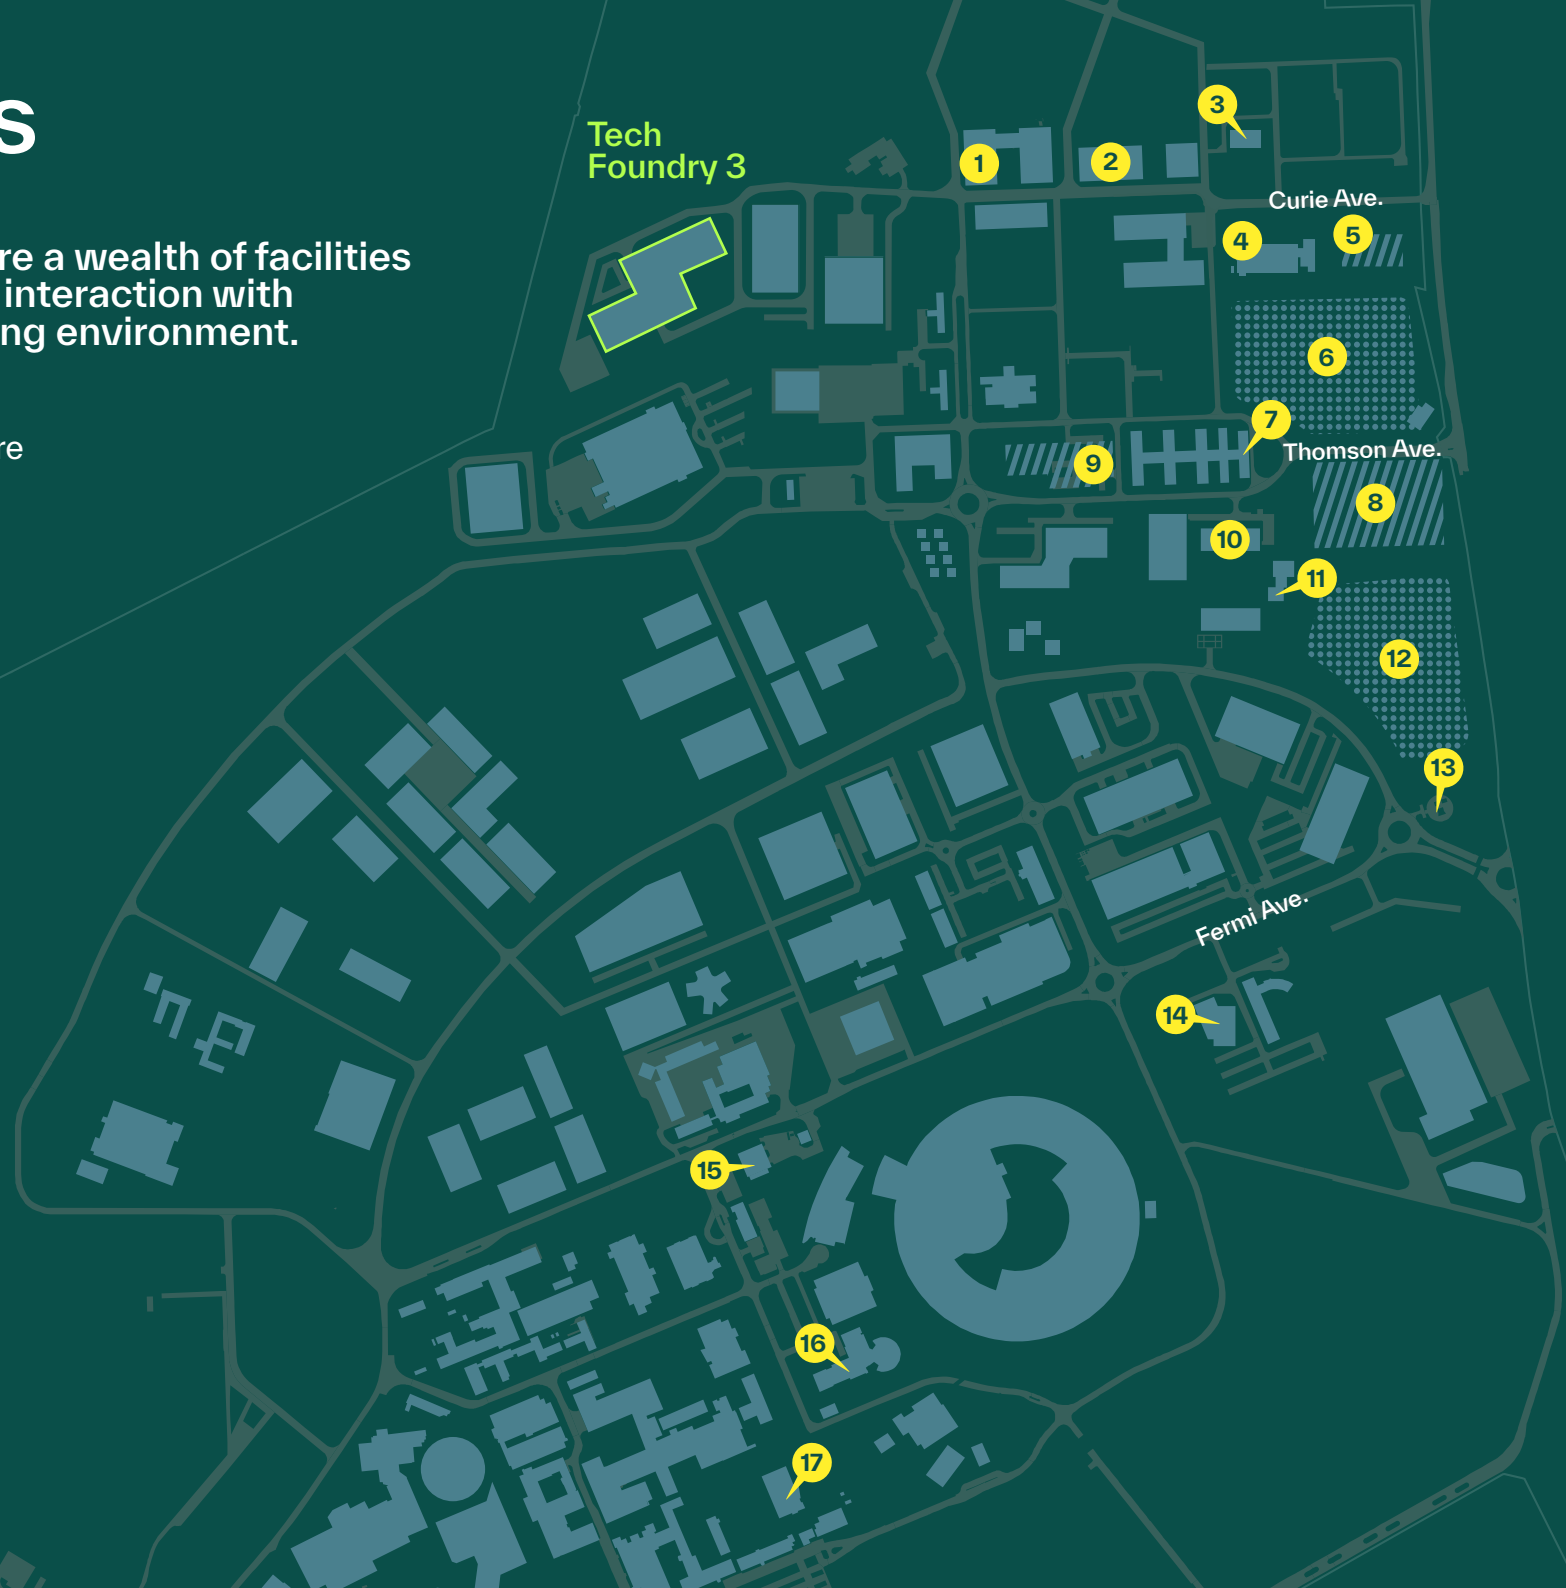 s
re a wealth of facilities
interaction with
ng environment.
re
Tech
Foundry 3
3
1
2
Curie Ave.
4
5
6
7
Thomson Ave.
9
8
10
11
12
13
Fermi Ave.
14
15
16
17